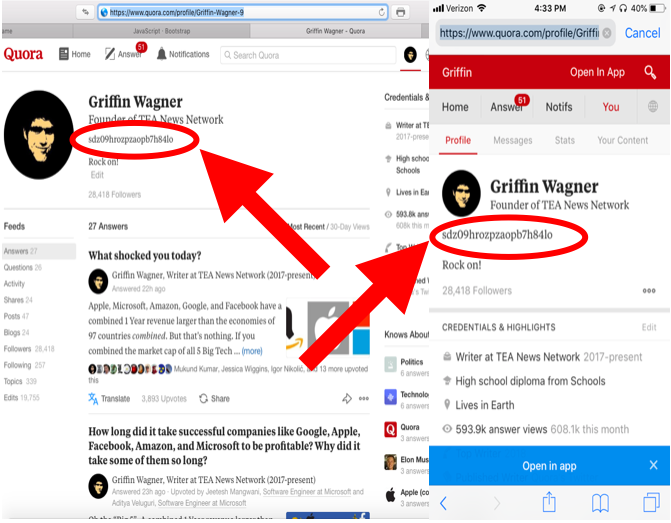 https://www.quora.com/profile/Griffin-Wagner-9
JavaScript · Bootstrap
Griffin Wagner - Quora
Quora
Home
Answer
51
Notifications
Search Quora
Griffin Wagner
Founder of TEA News Network
sdz09hrozpzaopb7h84lo
Rock on!
Edit
28,418 Followers
Feeds
Answers 27
Questions 26
Activity
Shares 24
Posts 47
Blogs 24
Followers 28,418
Following 257
Topics 339
Edits 19,755
27 Answers
Most Recent / 30-Day Views
What shocked you today?
Griffin Wagner, Writer at TEA News Network (2017-present)
Answered 22h ago
Apple, Microsoft, Amazon, Google, and Facebook have a
combined 1 Year revenue larger than the economies of
97 countries combined. But that's nothing. If you
combined the market cap of all 5 Big Tech ... (more)
Mukund Kumar, Jessica Wiggins, Igor Nikolić, and 13 more upvoted
this
Translate
3,893 Upvotes
Share
How long did it take successful companies like Google, Apple,
Facebook, Amazon, and Microsoft to be profitable? Why did it
take some of them so long?
Griffin Wagner, Writer at TEA News Network (2017-present)
Answered 23h ago · Upvoted by Jeetesh Mangwani, Software Engineer at Microsoft and
Aditya Veluguri, Software Engineer at Microsoft
Credentials &
Writer at T
2017-prese
High school
Schools
Lives in Ear
593.8k answ
608k this m
Top W
Knows Abou
Politics
6 answers
Technolo
6 answers
Quora
3 answers
Elon Mus
3 answers
Apple (co
3 answers
Verizon
4:33 PM
40%
https://www.quora.com/profile/Griffi
Cancel
Griffin
Open In App
Home
Answer
51
Notifs
You
Profile
Messages
Stats
Your Content
Griffin Wagner
Founder of TEA News Network
sdz09hrozpzaopb7h84lo
Rock on!
28,418 Followers
CREDENTIALS & HIGHLIGHTS
Edit
Writer at TEA News Network 2017-present
High school diploma from Schools
Lives in Earth
593.9k answer views 608.1k this month
Open in app